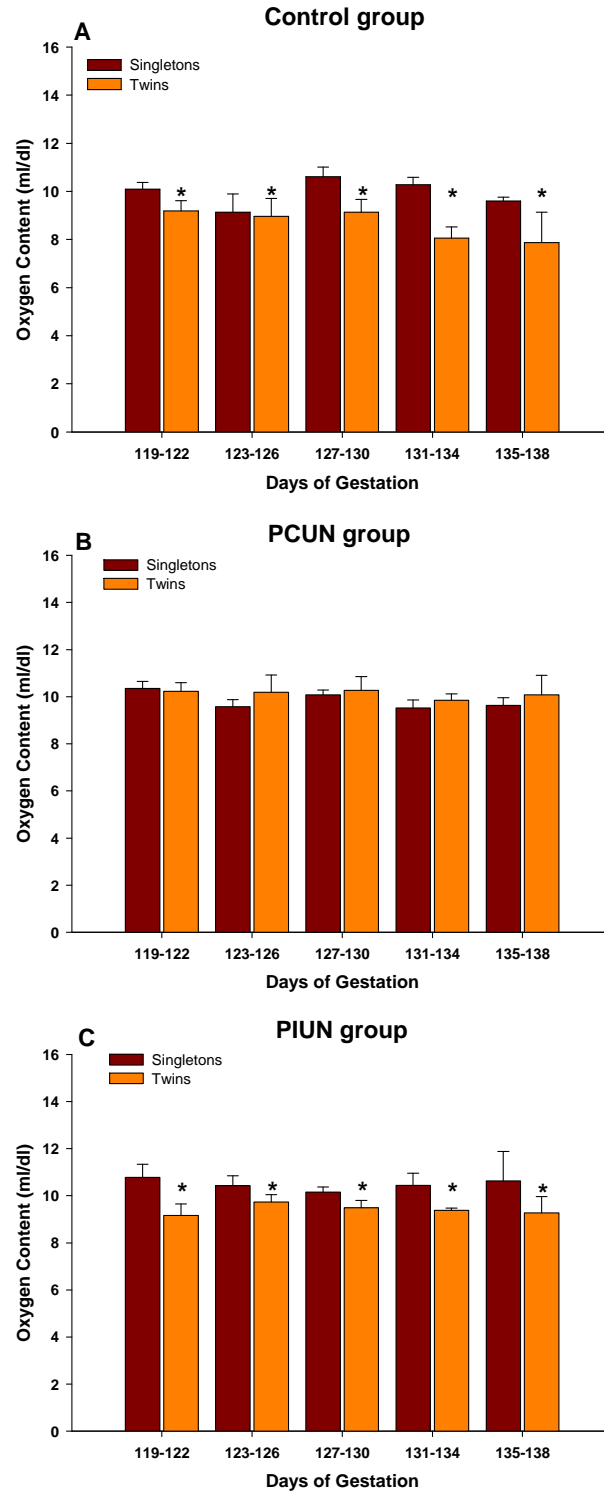 Control group
A
Singletons
Twins
16
14
12
10
8
6
4
2
0
Oxygen Content (ml/dl)
* * * * *
119-122 123-126 127-130 131-134 135-138
Days of Gestation
PCUN group
B
Singletons
Twins
16
14
12
10
8
6
4
2
0
Oxygen Content (ml/dl)
119-122 123-126 127-130 131-134 135-138
Days of Gestation
PIUN group
C
Singletons
Twins
16
14
12
10
8
6
4
2
0
Oxygen Content (ml/dl)
* * * * *
119-122 123-126 127-130 131-134 135-138
Days of Gestation